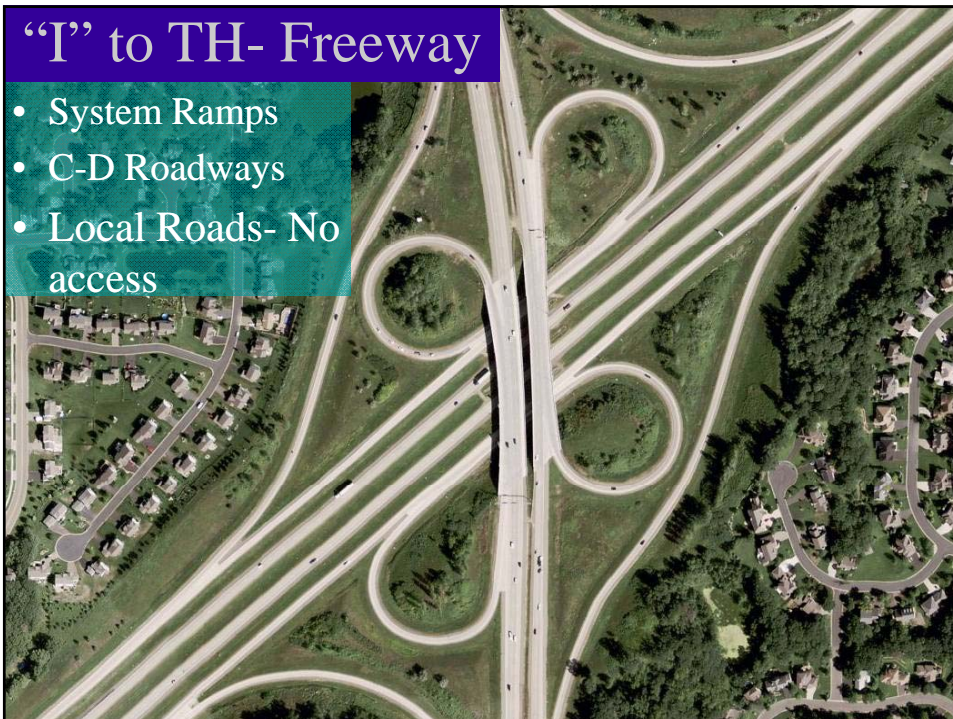 “I” to TH- Freeway
• System Ramps
• C-D Roadways
• Local Roads- No
access